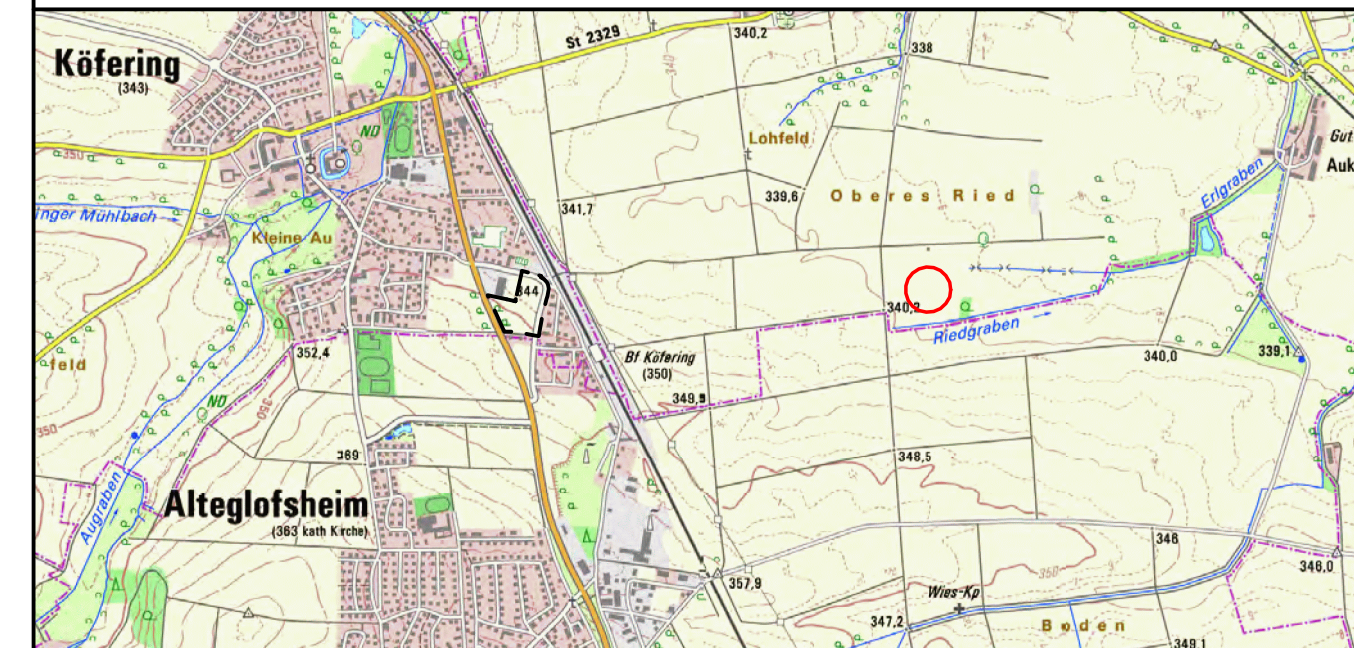 Köfering
(343)
St 2329
340,2
338
ND
Lohfeld
Gut
Auk
350
Erlgraben
339,6
Oberes Ried
inger Mühlbach
341,7
Kleine Au
344
340,3
Riedgraben
352,4
Bf Köfering
(350)
340,0
339,1
feld
349,9
ND
350
350
369
348,5
Augraben
Alteglofsheim
(363 kath Kirche)
346
350
346,0
357,9
Wies-Kp
347,2
Boden
349,1